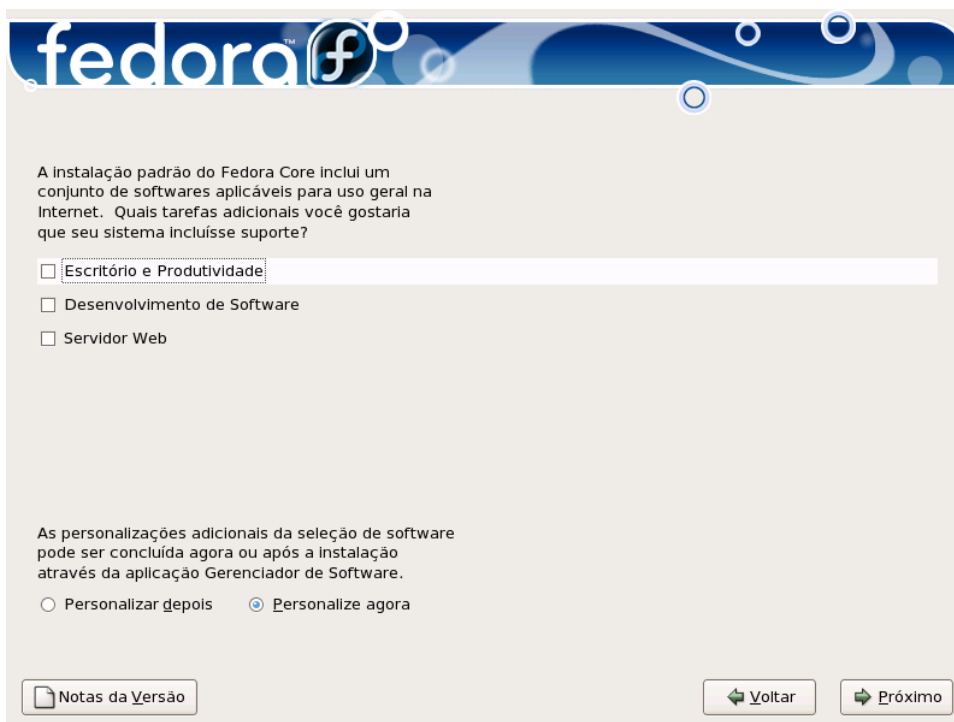 fedora™
A instalação padrão do Fedora Core inclui um
conjunto de softwares aplicáveis para uso geral na
Internet. Quais tarefas adicionais você gostaria
que seu sistema incluísse suporte?
Escritório e Produtividade
Desenvolvimento de Software
Servidor Web
As personalizações adicionais da seleção de software
pode ser concluída agora ou após a instalação
através da aplicação Gerenciador de Software.
Personalizar depois Personalize agora
Notas da Versão Voltar Próximo